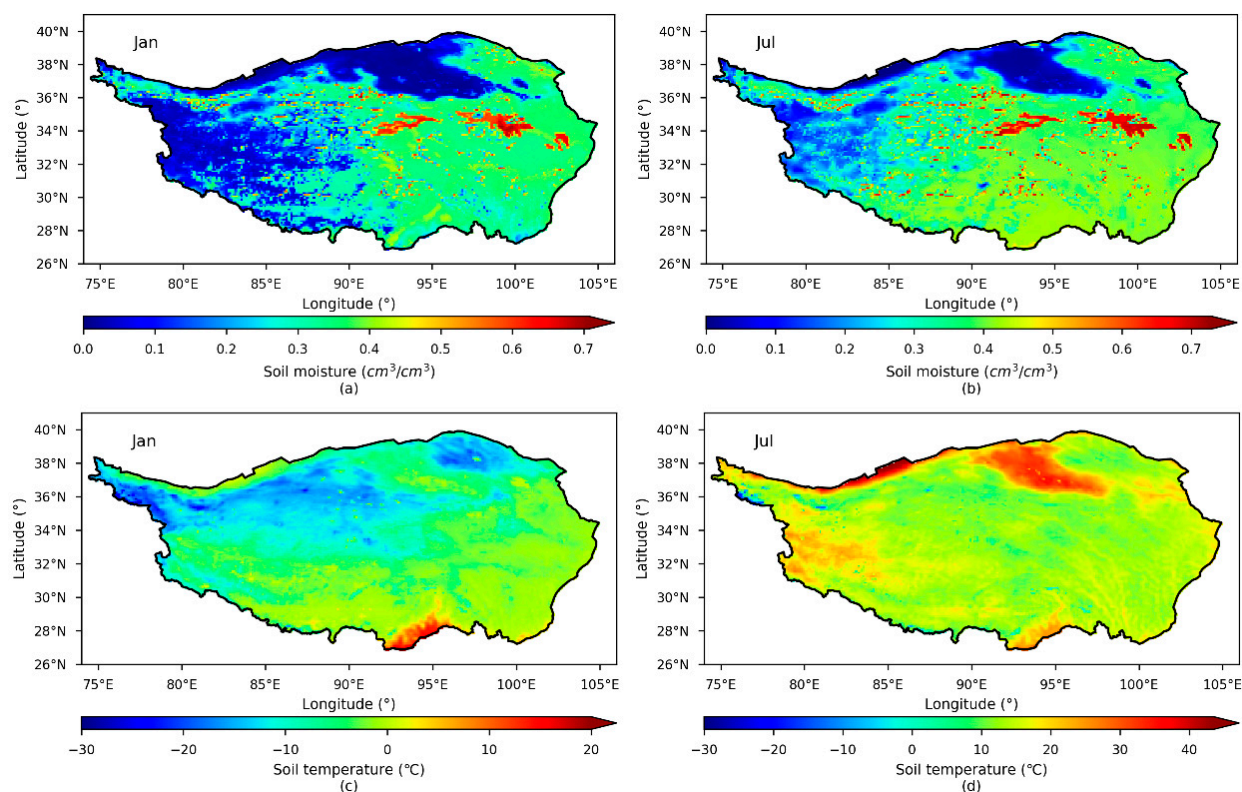 40°N
38°N
36°N
34°N
32°N
30°N
28°N
26°N
Latitude (°)
Jan
75°E 80°E 85°E 90°E 95°E 100°E 105°E
Longitude (°)
0.0 0.1 0.2 0.3 0.4 0.5 0.6 0.7
Soil moisture (cm³/cm³)
(a)
40°N
38°N
36°N
34°N
32°N
30°N
28°N
26°N
Latitude (°)
Jul
75°E 80°E 85°E 90°E 95°E 100°E 105°E
Longitude (°)
0.0 0.1 0.2 0.3 0.4 0.5 0.6 0.7
Soil moisture (cm³/cm³)
(b)
40°N
38°N
36°N
34°N
32°N
30°N
28°N
26°N
Latitude (°)
Jan
75°E 80°E 85°E 90°E 95°E 100°E 105°E
Longitude (°)
−30 −20 −10 0 10 20
Soil temperature (℃)
(c)
40°N
38°N
36°N
34°N
32°N
30°N
28°N
26°N
Latitude (°)
Jul
75°E 80°E 85°E 90°E 95°E 100°E 105°E
Longitude (°)
−30 −20 −10 0 10 20 30 40
Soil temperature (℃)
(d)